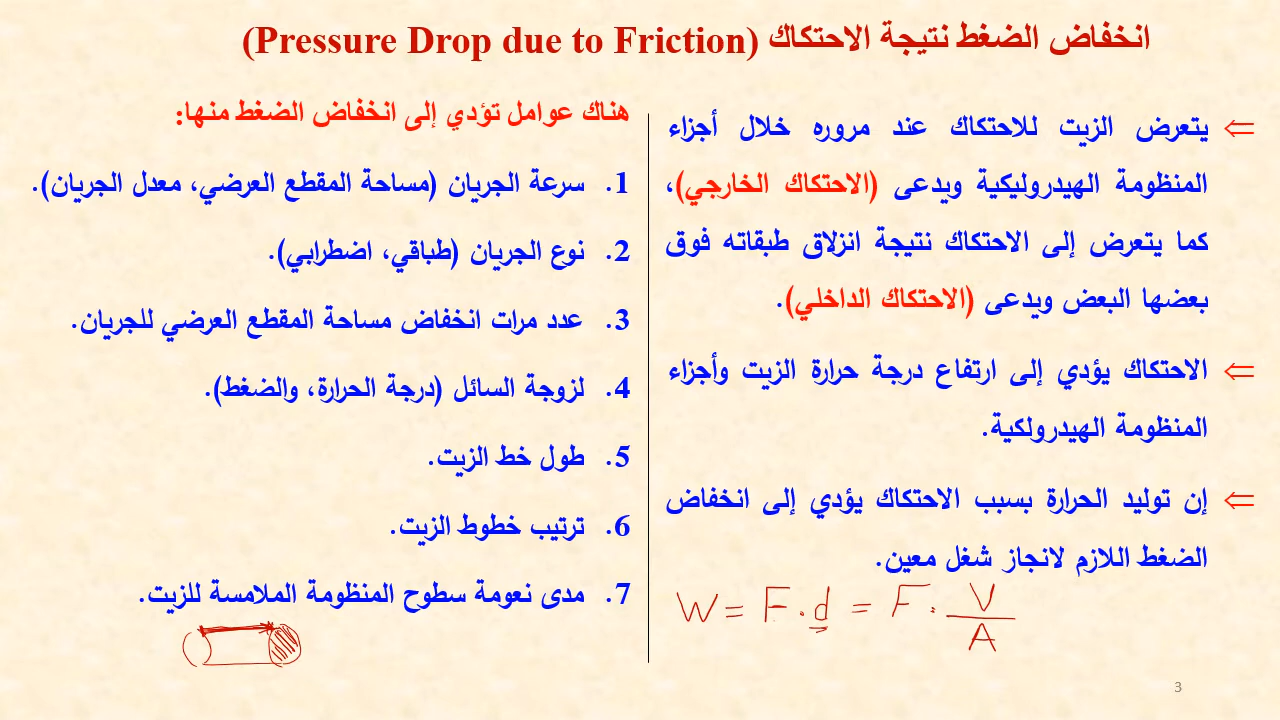 انخفاض الضغط نتيجة الاحتكاك (Pressure Drop due to Friction)
⇐ يتعرض الزيت للاحتكاك عند مروره خلال أجزاء
المنظومة الهيدروليكية ويدعى (الاحتكاك الخارجي)،
كما يتعرض إلى الاحتكاك نتيجة انزلاق طبقاته فوق
بعضها البعض ويدعى (الاحتكاك الداخلي).
⇐ الاحتكاك يؤدي إلى ارتفاع درجة حرارة الزيت وأجزاء
المنظومة الهيدرولكية.
⇐ إن توليد الحرارة بسبب الاحتكاك يؤدي إلى انخفاض
الضغط اللازم لانجاز شغل معين.
W = F . d = F . V / A
هناك عوامل تؤدي إلى انخفاض الضغط منها:
1. سرعة الجريان (مساحة المقطع العرضي، معدل الجريان).
2. نوع الجريان (طباقي، اضطرابي).
3. عدد مرات انخفاض مساحة المقطع العرضي للجريان.
4. لزوجة السائل (درجة الحرارة، والضغط).
5. طول خط الزيت.
6. ترتيب خطوط الزيت.
7. مدى نعومة سطوح المنظومة الملامسة للزيت.
3